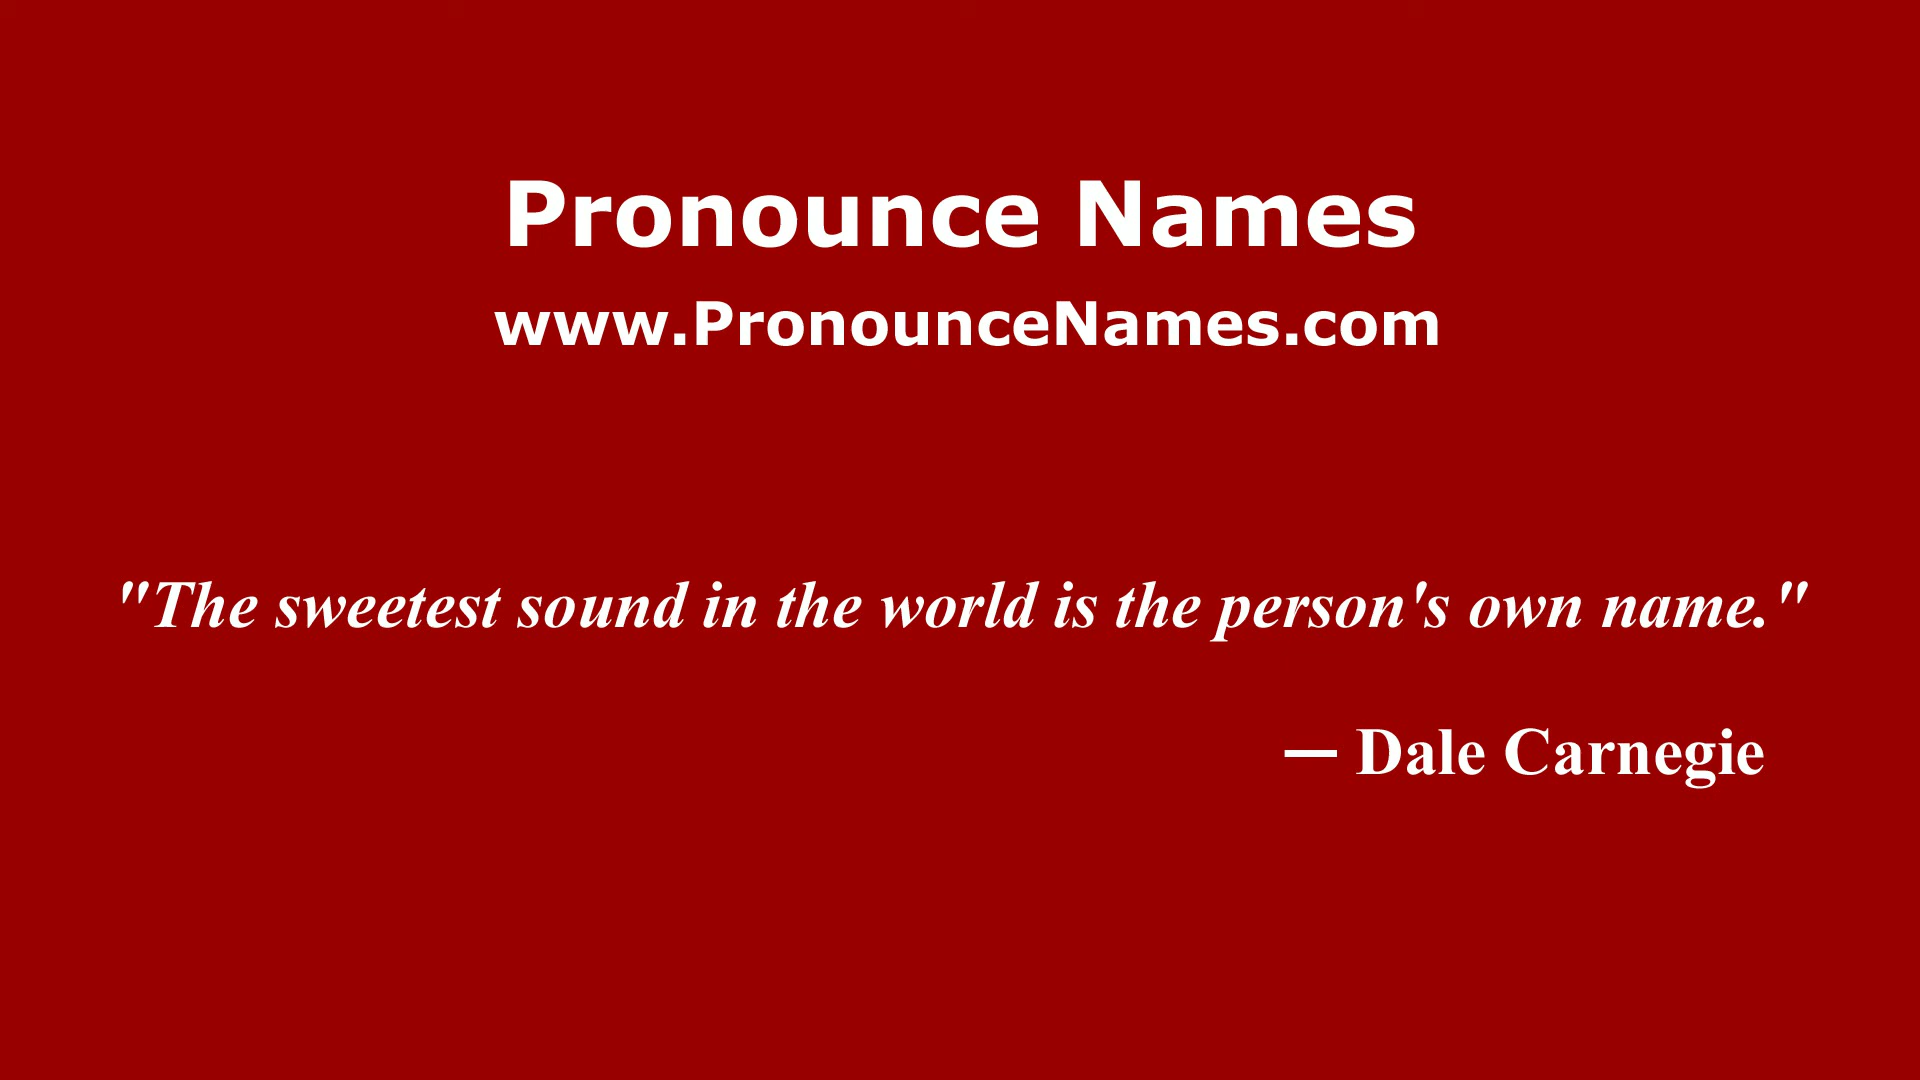 Pronounce Names
www.PronounceNames.com
"The sweetest sound in the world is the person's own name."
— Dale Carnegie